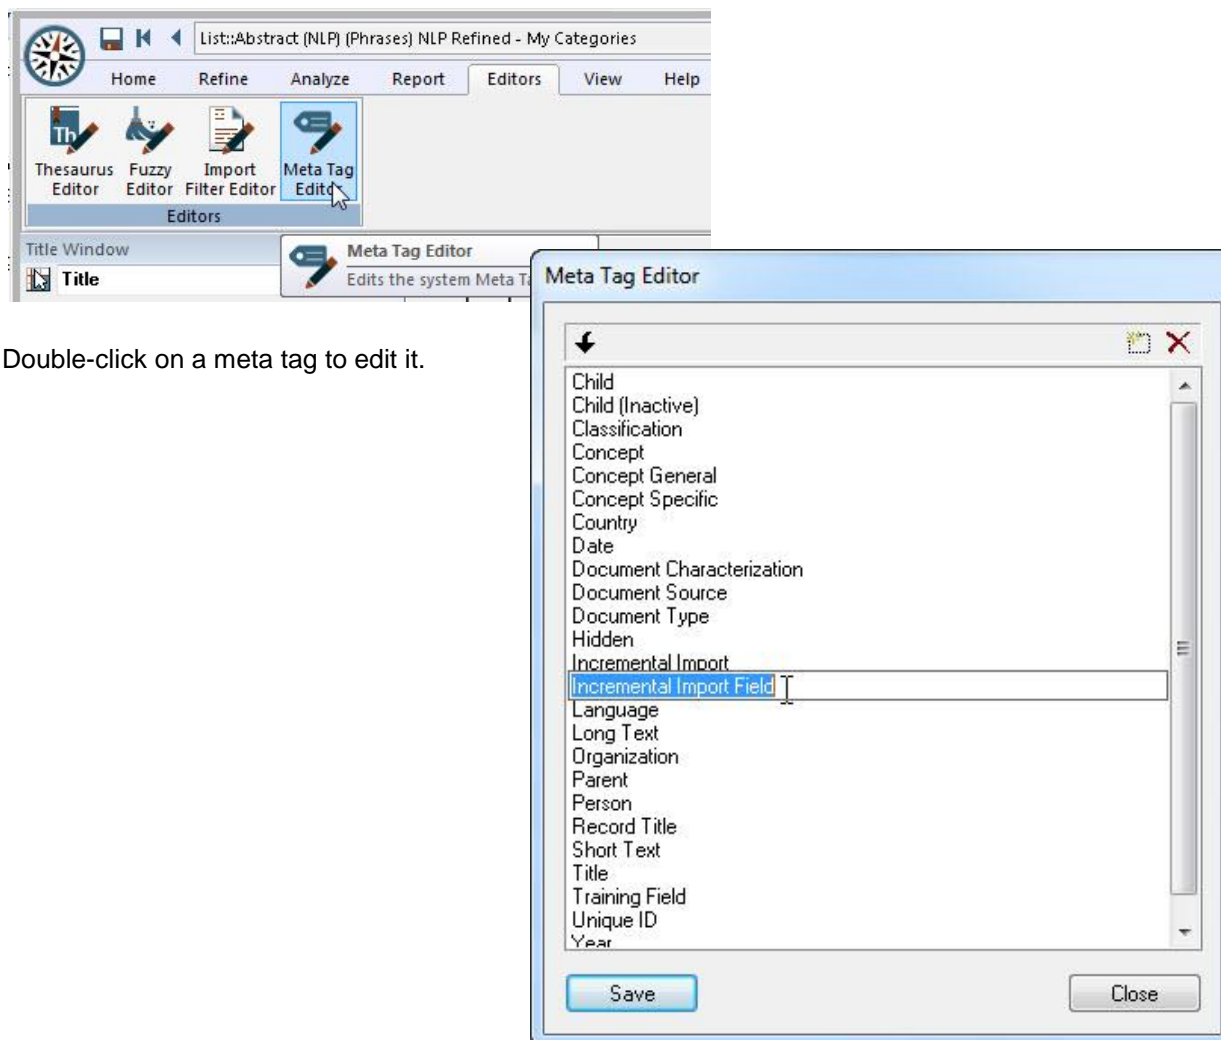 List::Abstract (NLP) (Phrases) NLP Refined - My Categories
Home Refine Analyze Report Editors View Help
Th
Thesaurus Editor
Fuzzy Editor
Import Filter Editor
Meta Tag Editor
Editors
Title Window
Title
Meta Tag Editor
Edits the system Meta Ta
Double-click on a meta tag to edit it.
Meta Tag Editor
Child
Child (Inactive)
Classification
Concept
Concept General
Concept Specific
Country
Date
Document Characterization
Document Source
Document Type
Hidden
Incremental Import
Incremental Import Field
Language
Long Text
Organization
Parent
Person
Record Title
Short Text
Title
Training Field
Unique ID
Year
Save Close